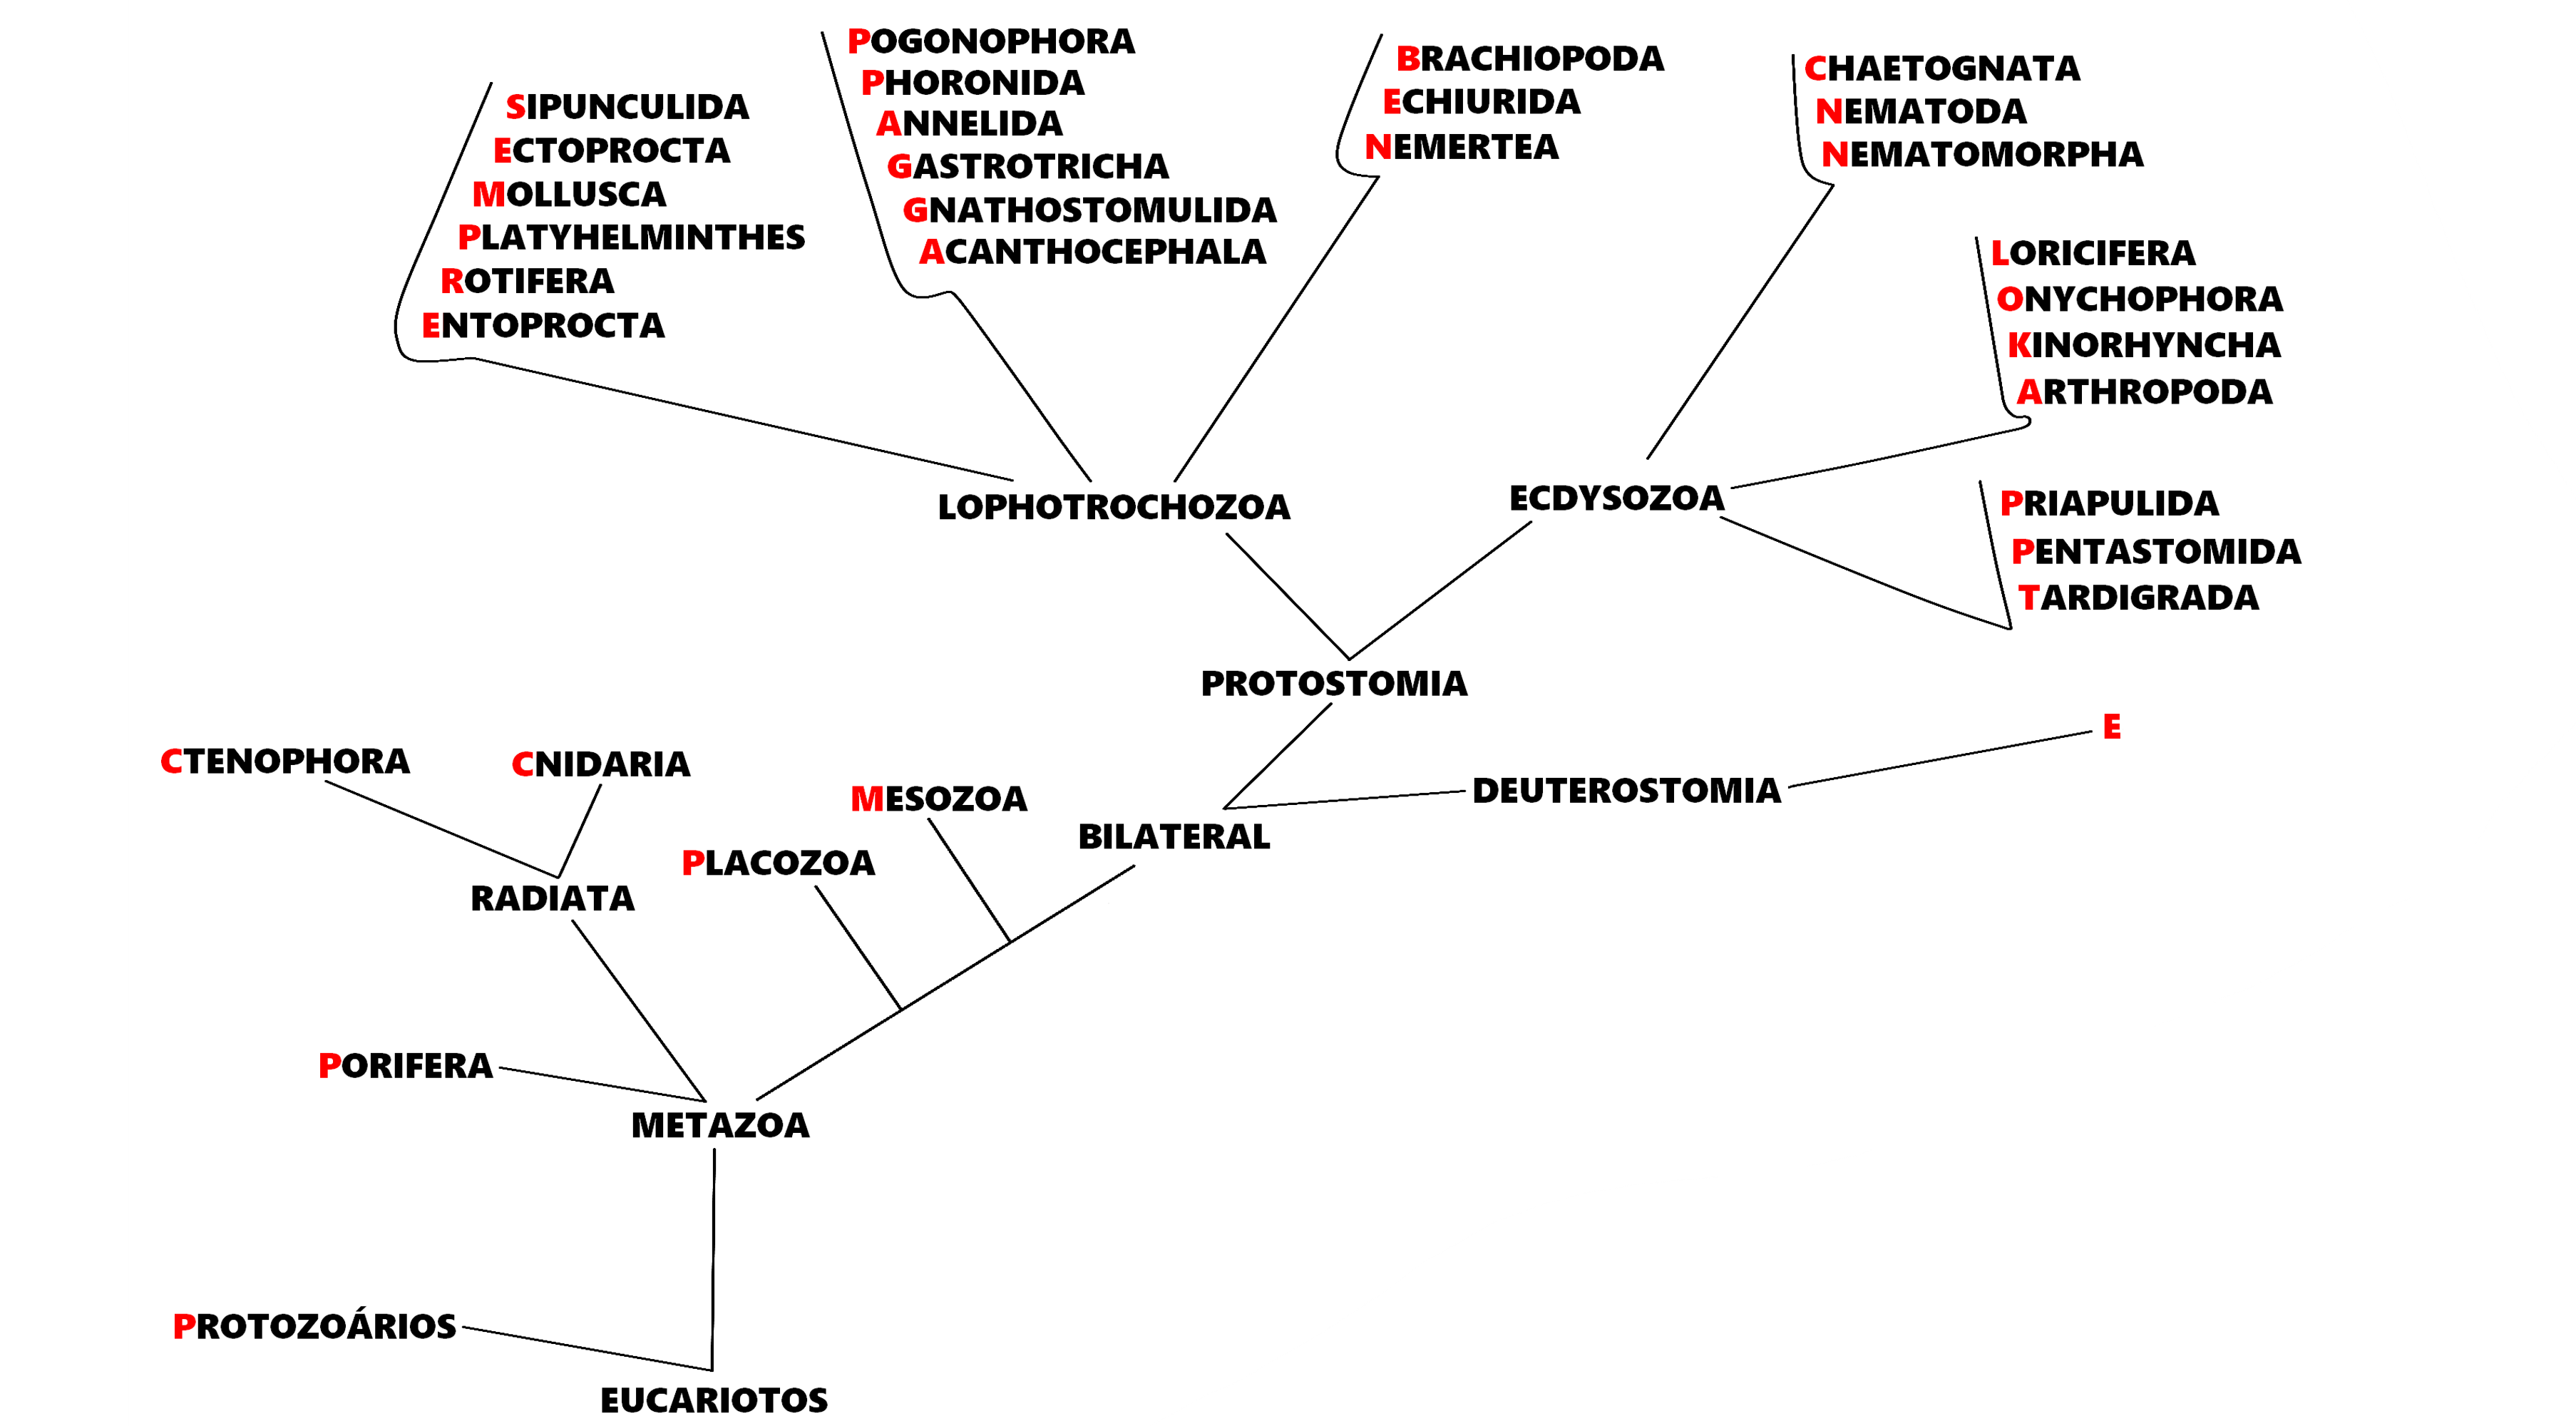 SIPUNCULIDA
ECTOPROCTA
MOLLUSCA
PLATYHELMINTHES
ROTIFERA
ENTOPROCTA
POGONOPHORA
PHORONIDA
ANNELIDA
GASTROTRICHA
GNATHOSTOMULIDA
ACANTHOCEPHALA
BRACHIOPODA
ECHIURIDA
NEMERTEA
CHAETOGNATA
NEMATODA
NEMATOMORPHA
LORICIFERA
ONYCHOPHORA
KINORHYNCHA
ARTHROPODA
LOPHOTROCHOZOA
ECDYSOZOA
PRIAPULIDA
PENTASTOMIDA
TARDIGRADA
PROTOSTOMIA
E
CTENOPHORA
CNIDARIA
MESOZOA
DEUTEROSTOMIA
BILATERAL
PLACOZOA
RADIATA
PORIFERA
METAZOA
PROTOZOÁRIOS
EUCARIOTOS